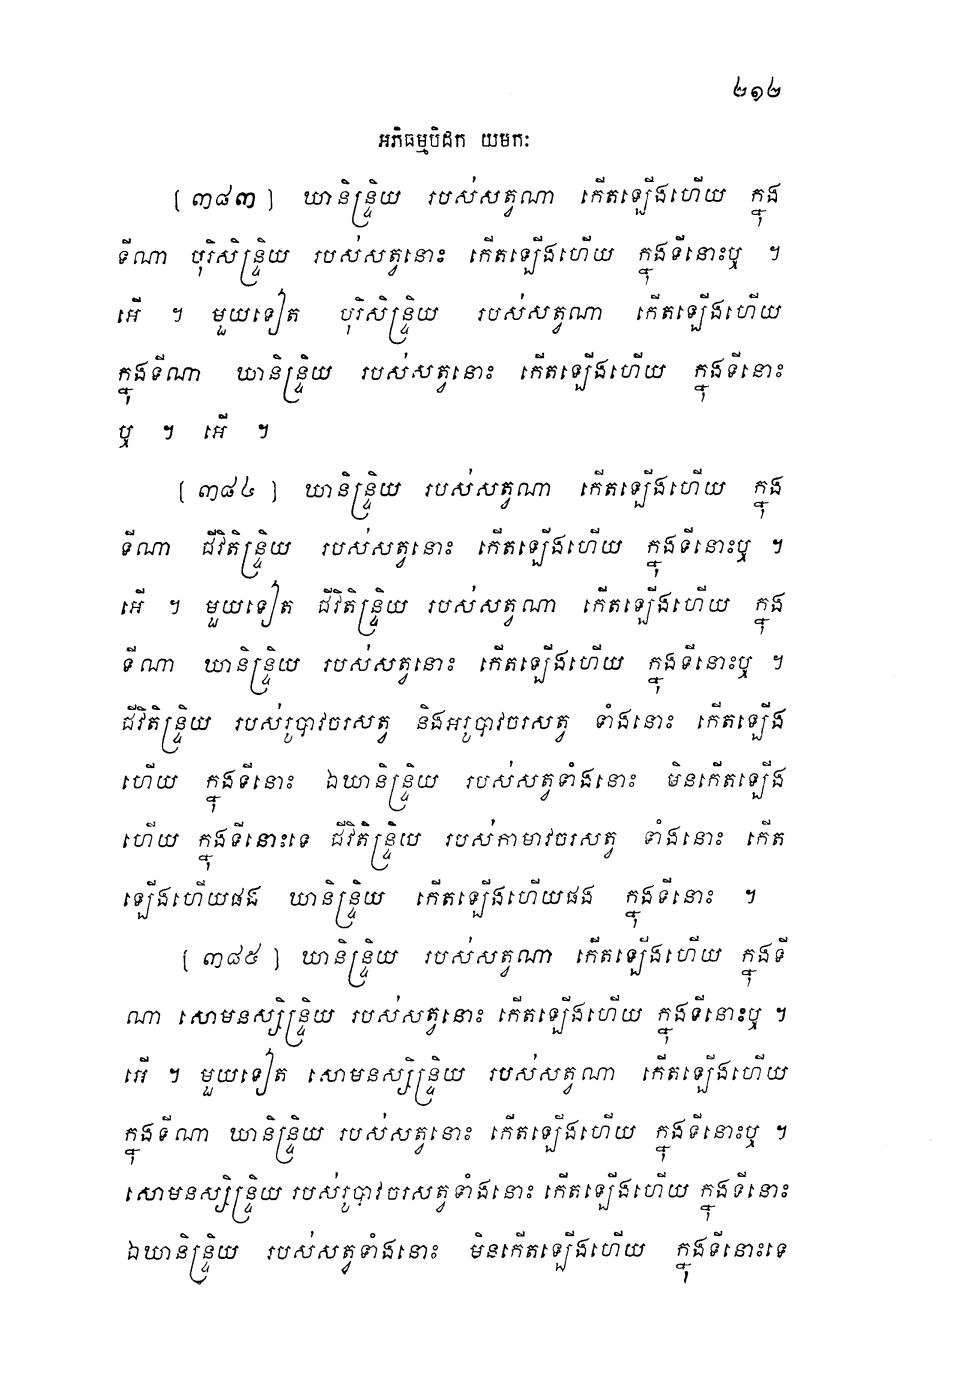 ២១២
អភិធម្មបិដក យមកៈ
[ ៣៨៣ ] ឃានិន្ទ្រិយ របស់សត្វណា កើតឡើងហើយ ក្នុង
ទីណា បុរិសិន្ទ្រិយ របស់សត្វនោះ កើតឡើងហើយ ក្នុងទីនោះឬ ។
អើ ។ មួយទៀត បុរិសិន្ទ្រិយ របស់សត្វណា កើតឡើងហើយ
ក្នុងទីណា ឃានិន្ទ្រិយ របស់សត្វនោះ កើតឡើងហើយ ក្នុងទីនោះ
ឬ ។ អើ ។
[ ៣៨៤ ] ឃានិន្ទ្រិយ របស់សត្វណា កើតឡើងហើយ ក្នុង
ទីណា ជីវិតិន្ទ្រិយ របស់សត្វនោះ កើតឡើងហើយ ក្នុងទីនោះឬ ។
អើ ។ មួយទៀត ជីវិតិន្ទ្រិយ របស់សត្វណា កើតឡើងហើយ ក្នុង
ទីណា ឃានិន្ទ្រិយ របស់សត្វនោះ កើតឡើងហើយ ក្នុងទីនោះឬ ។
ជីវិតិន្ទ្រិយ របស់រូបាវចរសត្វ និងអរូបាវចរសត្វ ទាំងនោះ កើតឡើង
ហើយ ក្នុងទីនោះ ឯឃានិន្ទ្រិយ របស់សត្វទាំងនោះ មិនកើតឡើង
ហើយ ក្នុងទីនោះទេ ជីវិតិន្ទ្រិយ របស់កាមាវចរសត្វ ទាំងនោះ កើត
ឡើងហើយផង ឃានិន្ទ្រិយ កើតឡើងហើយផង ក្នុងទីនោះ ។
[ ៣៨៥ ] ឃានិន្ទ្រិយ របស់សត្វណា កើតឡើងហើយ ក្នុងទី
ណា សោមនស្សិន្ទ្រិយ របស់សត្វនោះ កើតឡើងហើយ ក្នុងទីនោះឬ ។
អើ ។ មួយទៀត សោមនស្សិន្ទ្រិយ របស់សត្វណា កើតឡើងហើយ
ក្នុងទីណា ឃានិន្ទ្រិយ របស់សត្វនោះ កើតឡើងហើយ ក្នុងទីនោះឬ ។
សោមនស្សិន្ទ្រិយ របស់រូបាវចរសត្វទាំងនោះ កើតឡើងហើយ ក្នុងទីនោះ
ឯឃានិន្ទ្រិយ របស់សត្វទាំងនោះ មិនកើតឡើងហើយ ក្នុងទីនោះទេ